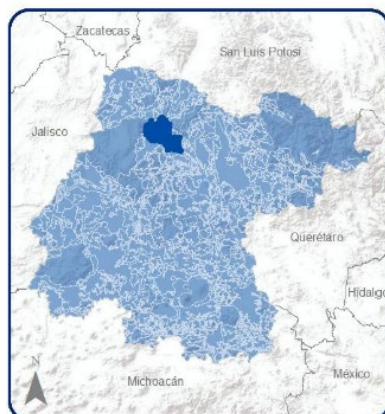 Zacatecas
San Luis Potosí
Jalisco
Querétaro
Hidalgo
N
México
Michoacán